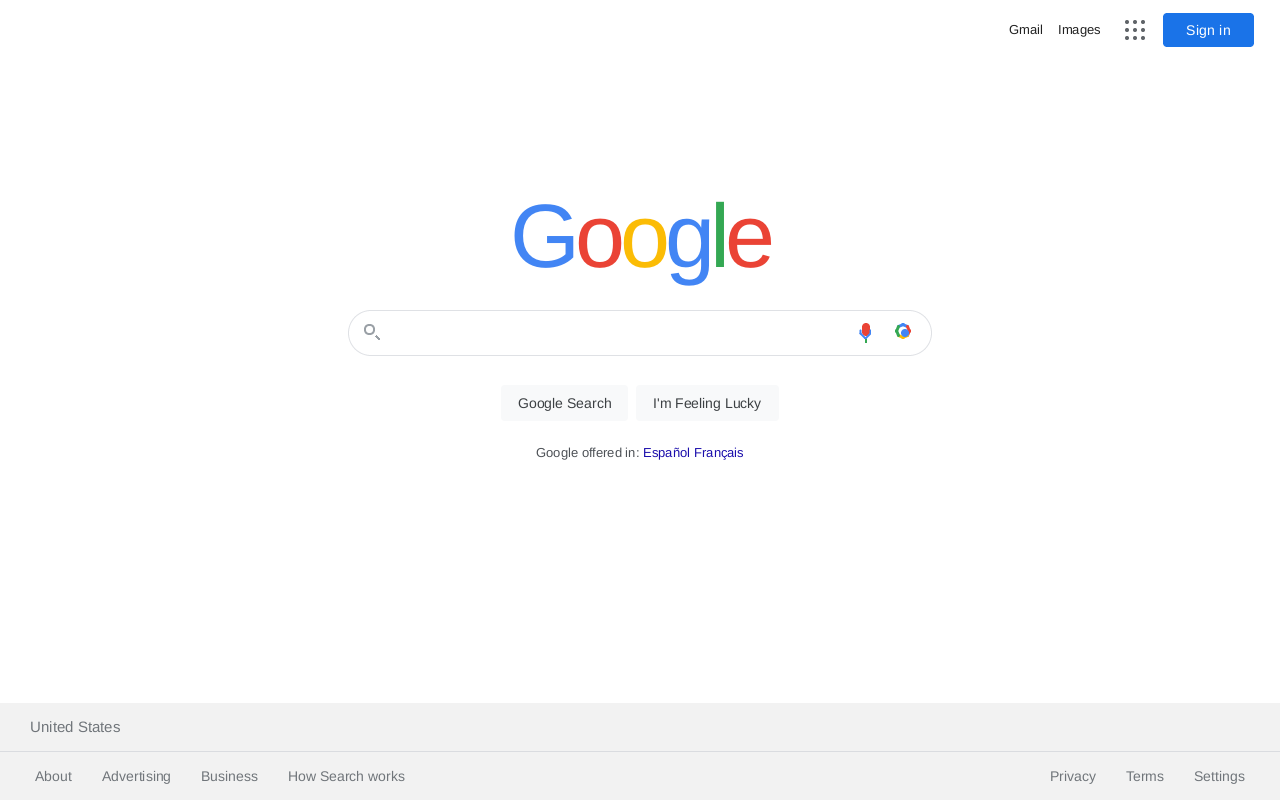 Gmail Images Sign in
Google
Google Search I'm Feeling Lucky
Google offered in: Español Français
United States
About Advertising Business How Search works Privacy Terms Settings